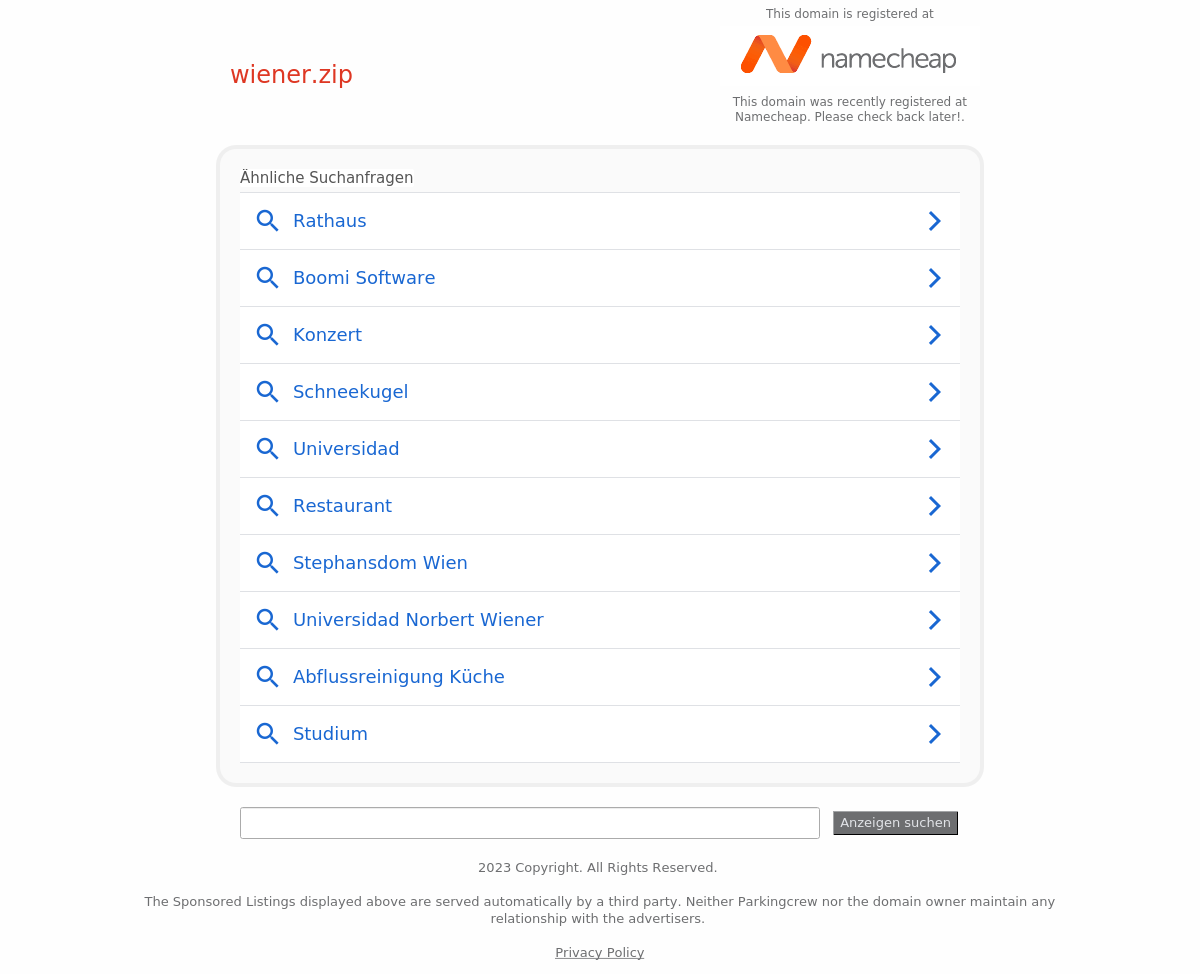 This domain is registered at
wiener.zip
namecheap
This domain was recently registered at
Namecheap. Please check back later!.
Ähnliche Suchanfragen
Rathaus
Boomi Software
Konzert
Schneekugel
Universidad
Restaurant
Stephansdom Wien
Universidad Norbert Wiener
Abflussreinigung Küche
Studium
Anzeigen suchen
2023 Copyright. All Rights Reserved.
The Sponsored Listings displayed above are served automatically by a third party. Neither Parkingcrew nor the domain owner maintain any
relationship with the advertisers.
Privacy Policy